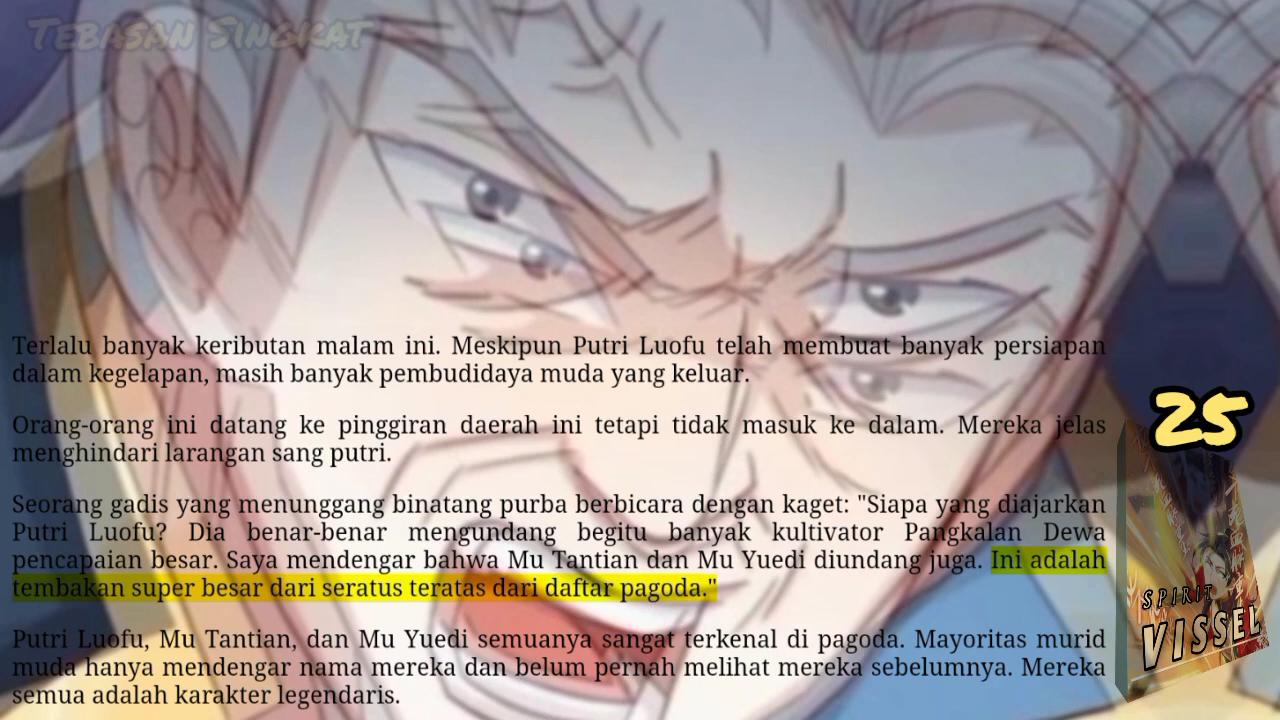 TEBASAN SINGKAT
Terlalu banyak keributan malam ini. Meskipun Putri Luofu telah membuat banyak persiapan
dalam kegelapan, masih banyak pembudidaya muda yang keluar.
Orang-orang ini datang ke pinggiran daerah ini tetapi tidak masuk ke dalam. Mereka jelas
menghindari larangan sang putri.
Seorang gadis yang menunggang binatang purba berbicara dengan kaget: "Siapa yang diajarkan
Putri Luofu? Dia benar-benar mengundang begitu banyak kultivator Pangkalan Dewa
pencapaian besar. Saya mendengar bahwa Mu Tantian dan Mu Yuedi diundang juga. Ini adalah
tembakan super besar dari seratus teratas dari daftar pagoda."
Putri Luofu, Mu Tantian, dan Mu Yuedi semuanya sangat terkenal di pagoda. Mayoritas murid
muda hanya mendengar nama mereka dan belum pernah melihat mereka sebelumnya. Mereka
semua adalah karakter legendaris.
25
SPIRIT
VISSEL